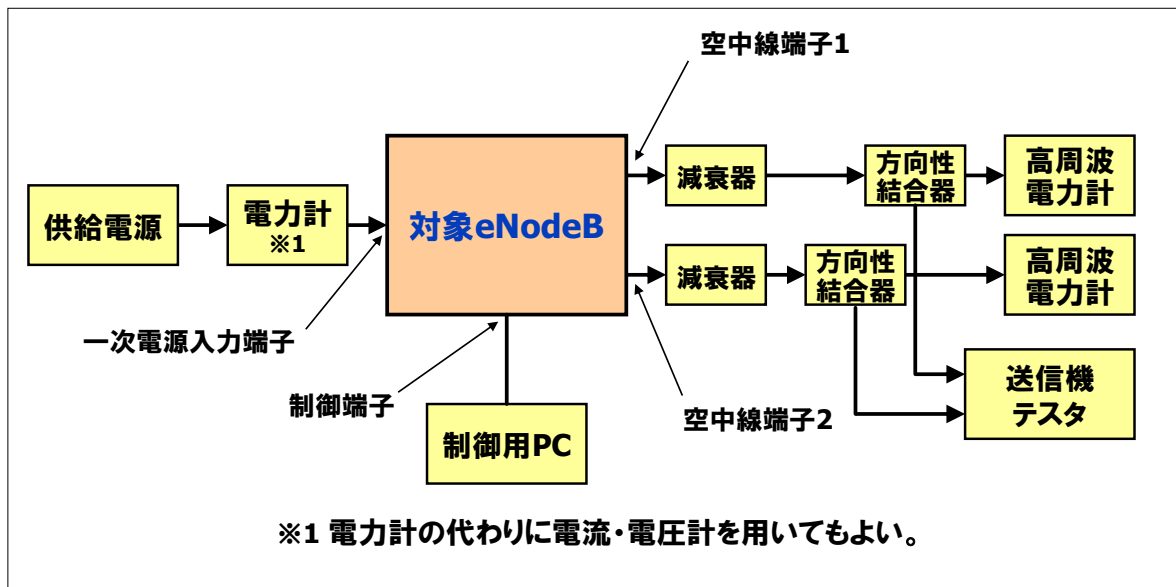 空中線端子1
減衰器
方向性
結合器
高周波
電力計
供給電源
電力計
※1
対象eNodeB
減衰器
方向性
結合器
高周波
電力計
一次電源入力端子
制御端子
空中線端子2
送信機
テスタ
制御用PC
※1 電力計の代わりに電流・電圧計を用いてもよい。